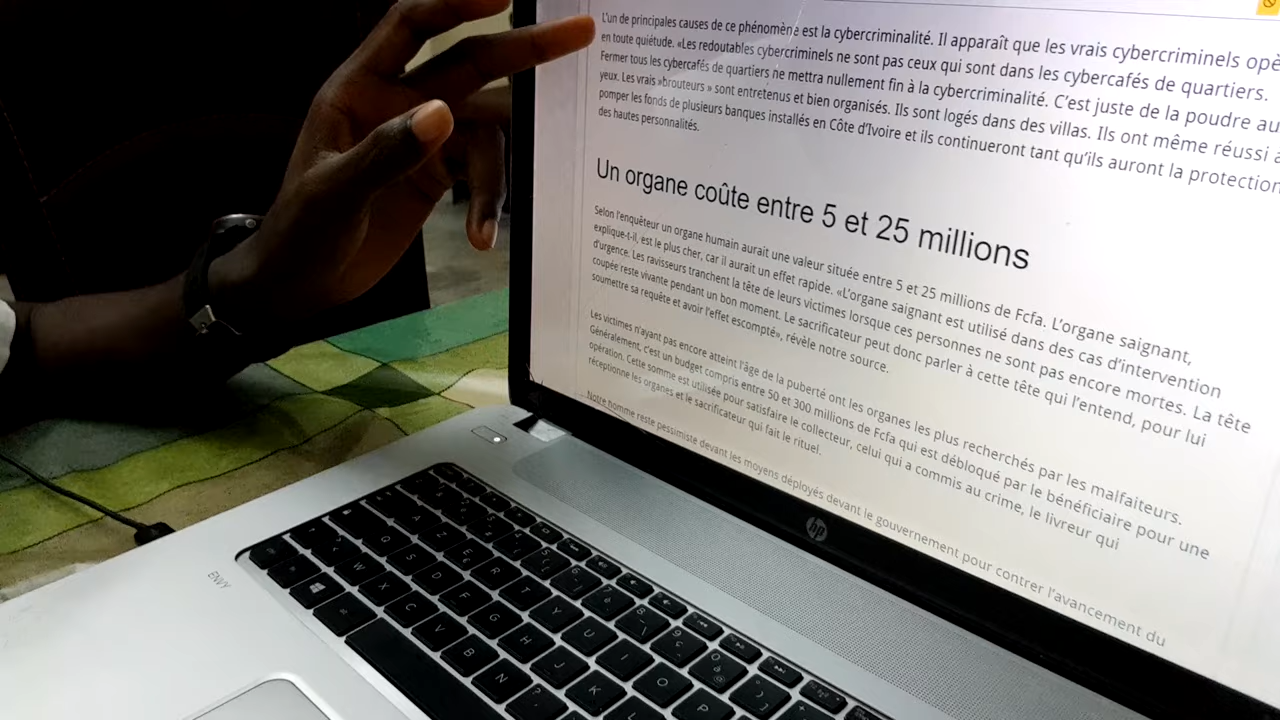 L'un de principales causes de ce phénomène est la cybercriminalité. Il apparaît que les vrais cybercriminels opè
en toute quiétude. «Les redoutables cybercriminels ne sont pas ceux qui sont dans les cybercafés de quartiers.
Fermer tous les cybercafés de quartiers ne mettra nullement fin à la cybercriminalité. C'est juste de la poudre au
yeux. Les vrais »brouteurs » sont entretenus et bien organisés. Ils sont logés dans des villas. Ils ont même réussi à
pomper les fonds de plusieurs banques installés en Côte d'Ivoire et ils continueront tant qu'ils auront la protection
des hautes personnalités.
Un organe coûte entre 5 et 25 millions
Selon l'enquêteur un organe humain aurait une valeur située entre 5 et 25 millions de Fcfa. L'organe saignant,
explique-t-il, est le plus cher, car il aurait un effet rapide. «L'organe saignant est utilisé dans des cas d'intervention
d'urgence. Les ravisseurs tranchent la tête de leurs victimes lorsque ces personnes ne sont pas encore mortes. La tête
coupée reste vivante pendant un bon moment. Le sacrificateur peut donc parler à cette tête qui l'entend, pour lui
soumettre sa requête et avoir l'effet escompté», révèle notre source.
Les victimes n'ayant pas encore atteint l'âge de la puberté ont les organes les plus recherchés par les malfaiteurs.
Généralement, c'est un budget compris entre 50 et 300 millions de Fcfa qui est débloqué par le bénéficiaire pour une
opération. Cette somme est utilisée pour satisfaire le collecteur, celui qui a commis au crime, le livreur qui
réceptionne les organes et le sacrificateur qui fait le rituel.
Notre homme reste pessimiste devant les moyens déployés devant le gouvernement pour contrer l'avancement du
hp
ENVY